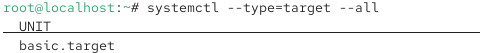 root@localhost:~# systemctl --type=target --all
UNIT
basic.target